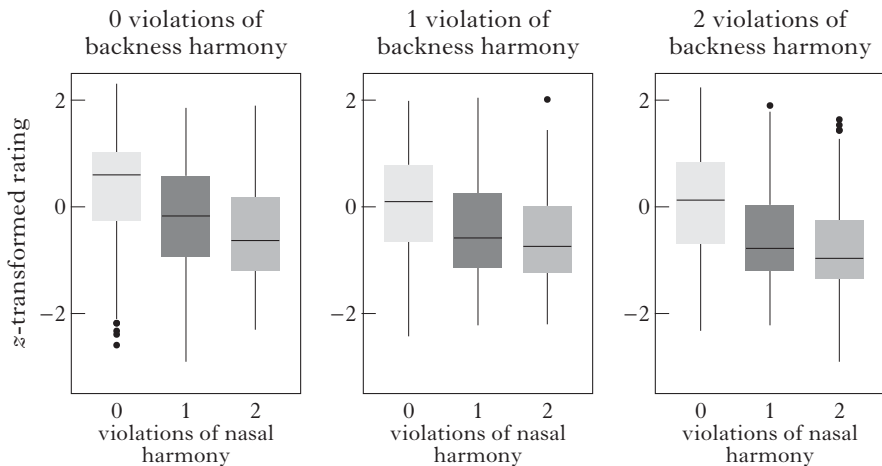 0 violations of
backness harmony
1 violation of
backness harmony
2 violations of
backness harmony
z-transformed rating
2
0
−2
0 1 2
violations of nasal
harmony
2
0
−2
0 1 2
violations of nasal
harmony
2
0
−2
0 1 2
violations of nasal
harmony